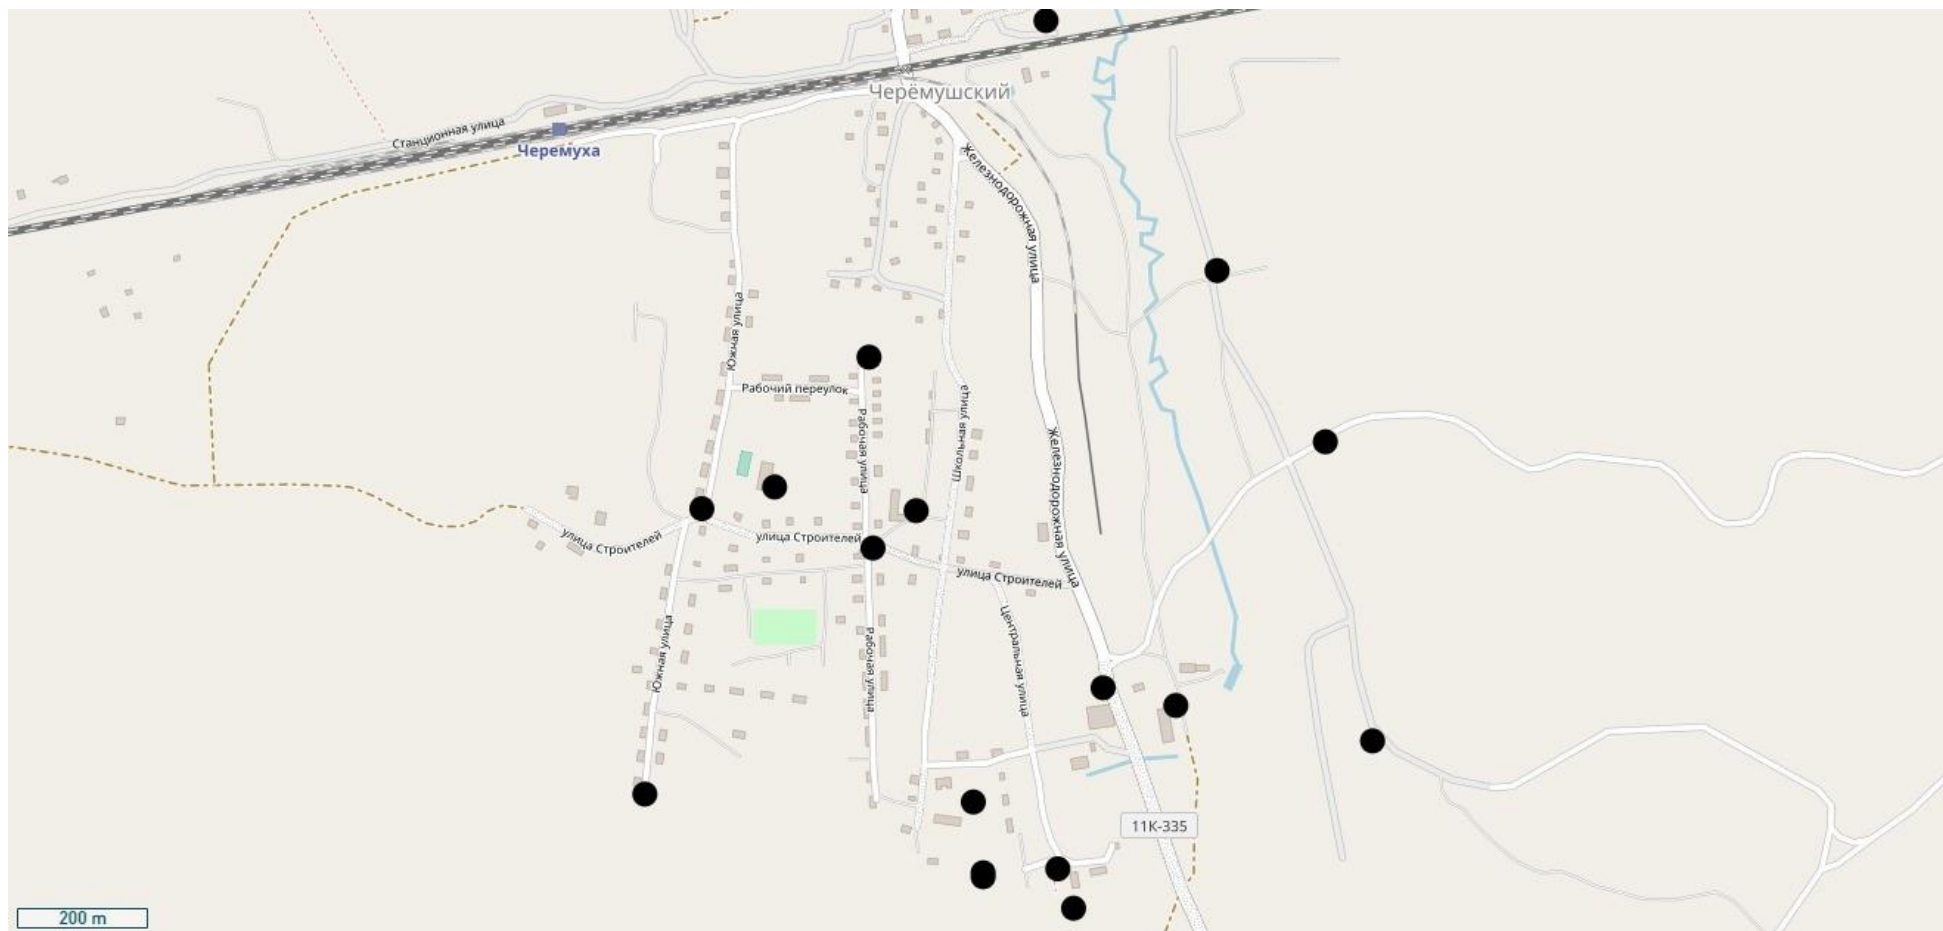 Черёмушский
Станционная улица
Черемуха
Железнодорожная улица
Южная улица
Рабочий переулок
Школьная улица
Рабочая улица
Железнодорожная улица
улица Строителей
улица Строителей
улица Строителей
Центральная улица
Южная улица
Рабочая улица
11К-335
200 m